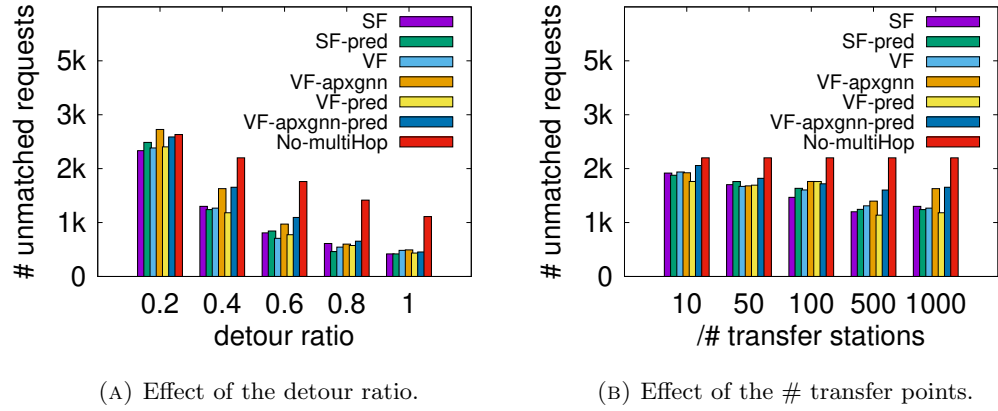 # unmatched requests
5k
3k
2k
1k
0
SF
SF-pred
VF
VF-apxgnn
VF-pred
VF-apxgnn-pred
No-multiHop
0.2 0.4 0.6 0.8 1
detour ratio
(A) Effect of the detour ratio.
# unmatched requests
5k
3k
2k
1k
0
SF
SF-pred
VF
VF-apxgnn
VF-pred
VF-apxgnn-pred
No-multiHop
10 50 100 500 1000
/# transfer stations
(B) Effect of the # transfer points.